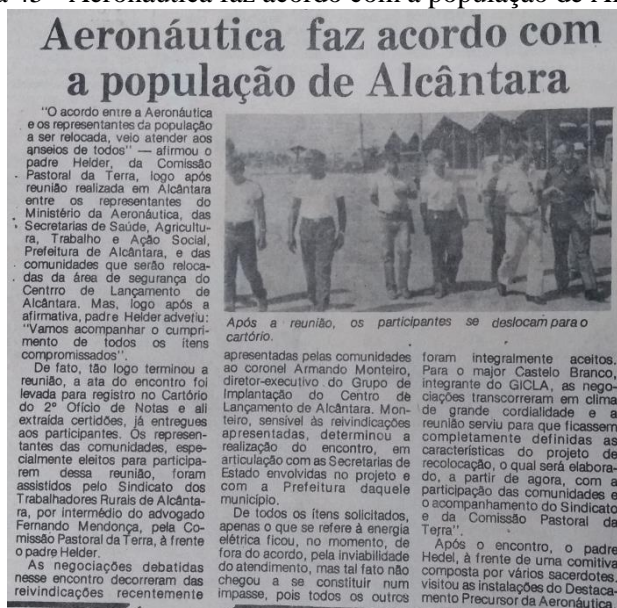 Aeronáutica faz acordo com a população de
Aeronáutica faz acordo com
a população de Alcântara
"O acordo entre a Aeronáutica
e os representantes da população
a ser relocada, veio atender aos
anseios de todos" — afirmou o
padre Helder, da Comissão
Pastoral da Terra, logo após
reunião realizada em Alcântara
entre os representantes do
Ministério da Aeronáutica, das
Secretarias de Saúde, Agricultu-
ra, Trabalho e Ação Social,
Prefeitura de Alcântara, e das
comunidades que serão reloca-
das da área de segurança do
Centrro de Lançamento de
Alcântara. Mas, logo após a
afirmativa, padre Helder advetiu:
"Vamos acompanhar o cumpri-
mento de todos os ítens
compromissados".
De fato, tão logo terminou a
reunião, a ata do encontro foi
levada para registro no Cartório
do 2º Ofício de Notas e ali
extraída certidões, já entregues
aos participantes. Os represen-
tantes das comunidades, espe-
cialmente eleitos para participa-
rem dessa reunião, foram
assistidos pelo Sindicato dos
Trabalhadores Rurais de Alcânta-
ra, por intermédio do advogado
Fernando Mendonça, pela Co-
missão Pastoral da Terra, à frente
o padre Helder.
As negociações debatidas
nesse encontro decorreram das
reivindicações recentemente
Após a reunião, os participantes se deslocam para o
cartório.
apresentadas pelas comunidades
ao coronel Armando Monteiro,
diretor-executivo do Grupo de
Implantação do Centro de
Lançamento de Alcântara. Mon-
teiro, sensível às reivindicações
apresentadas, determinou a
realização do encontro, em
articulação com as Secretarias de
Estado envolvidas no projeto e
com a Prefeitura daquele
município.
De todos os ítens solicitados,
apenas o que se refere à energia
elétrica ficou, no momento, de
fora do acordo, pela inviabilidade
do atendimento, mas tal fato não
chegou a se constituir num
impasse, pois todos os outros
foram integralmente aceitos.
Para o major Castelo Branco,
integrante do GICLA, as nego-
ciações transcorreram em clima
de grande cordialidade e a
reunião serviu para que ficassem
completamente definidas as
características do projeto de
recolocação, o qual será elabora-
do, a partir de agora, com a
participação das comunidades e
o acompanhamento do Sindicato
e da Comissão Pastoral da
Terra".
Após o encontro, o padre
Hedel, à frente de uma comitiva
composta por vários sacerdotes,
visitou as instalações do Destaca-
mento Precursor da Aeronáutica